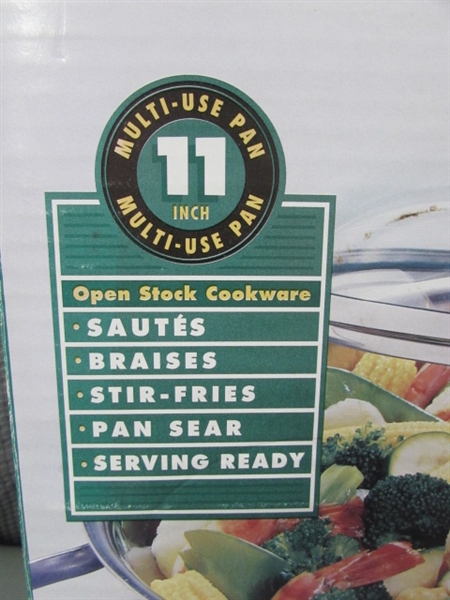 MULTI-USE PAN
11
INCH
MULTI-USE PAN
Open Stock Cookware
• SAUTÉS
• BRAISES
• STIR-FRIES
• PAN SEAR
• SERVING READY